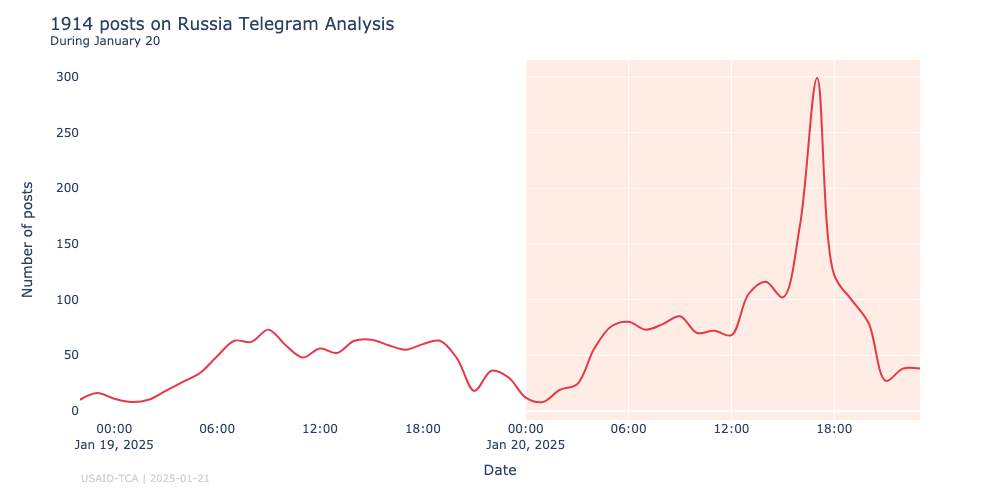 1914 posts on Russia Telegram Analysis
During January 20
300
250
200
150
100
50
0
Number of posts
00:00 06:00 12:00 18:00 00:00 06:00 12:00 18:00
Jan 19, 2025 Jan 20, 2025
Date
USAID-TCA | 2025-01-21